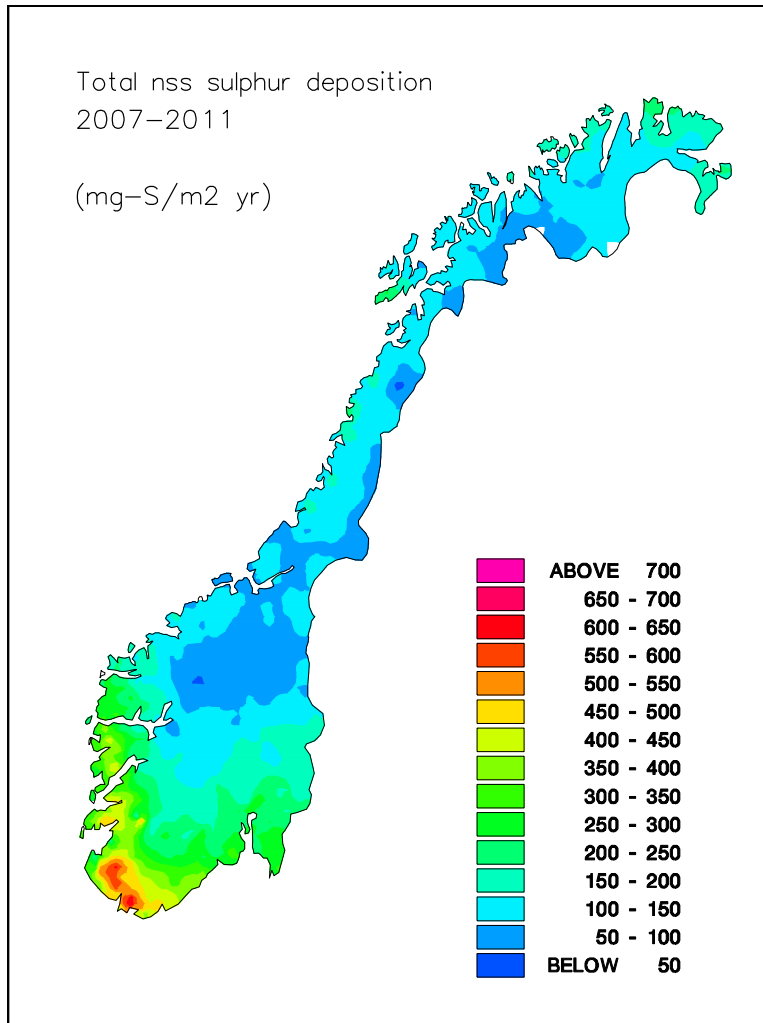 Total nss sulphur deposition
2007-2011
(mg-S/m2 yr)
ABOVE 700
650 - 700
600 - 650
550 - 600
500 - 550
450 - 500
400 - 450
350 - 400
300 - 350
250 - 300
200 - 250
150 - 200
100 - 150
50 - 100
BELOW 50